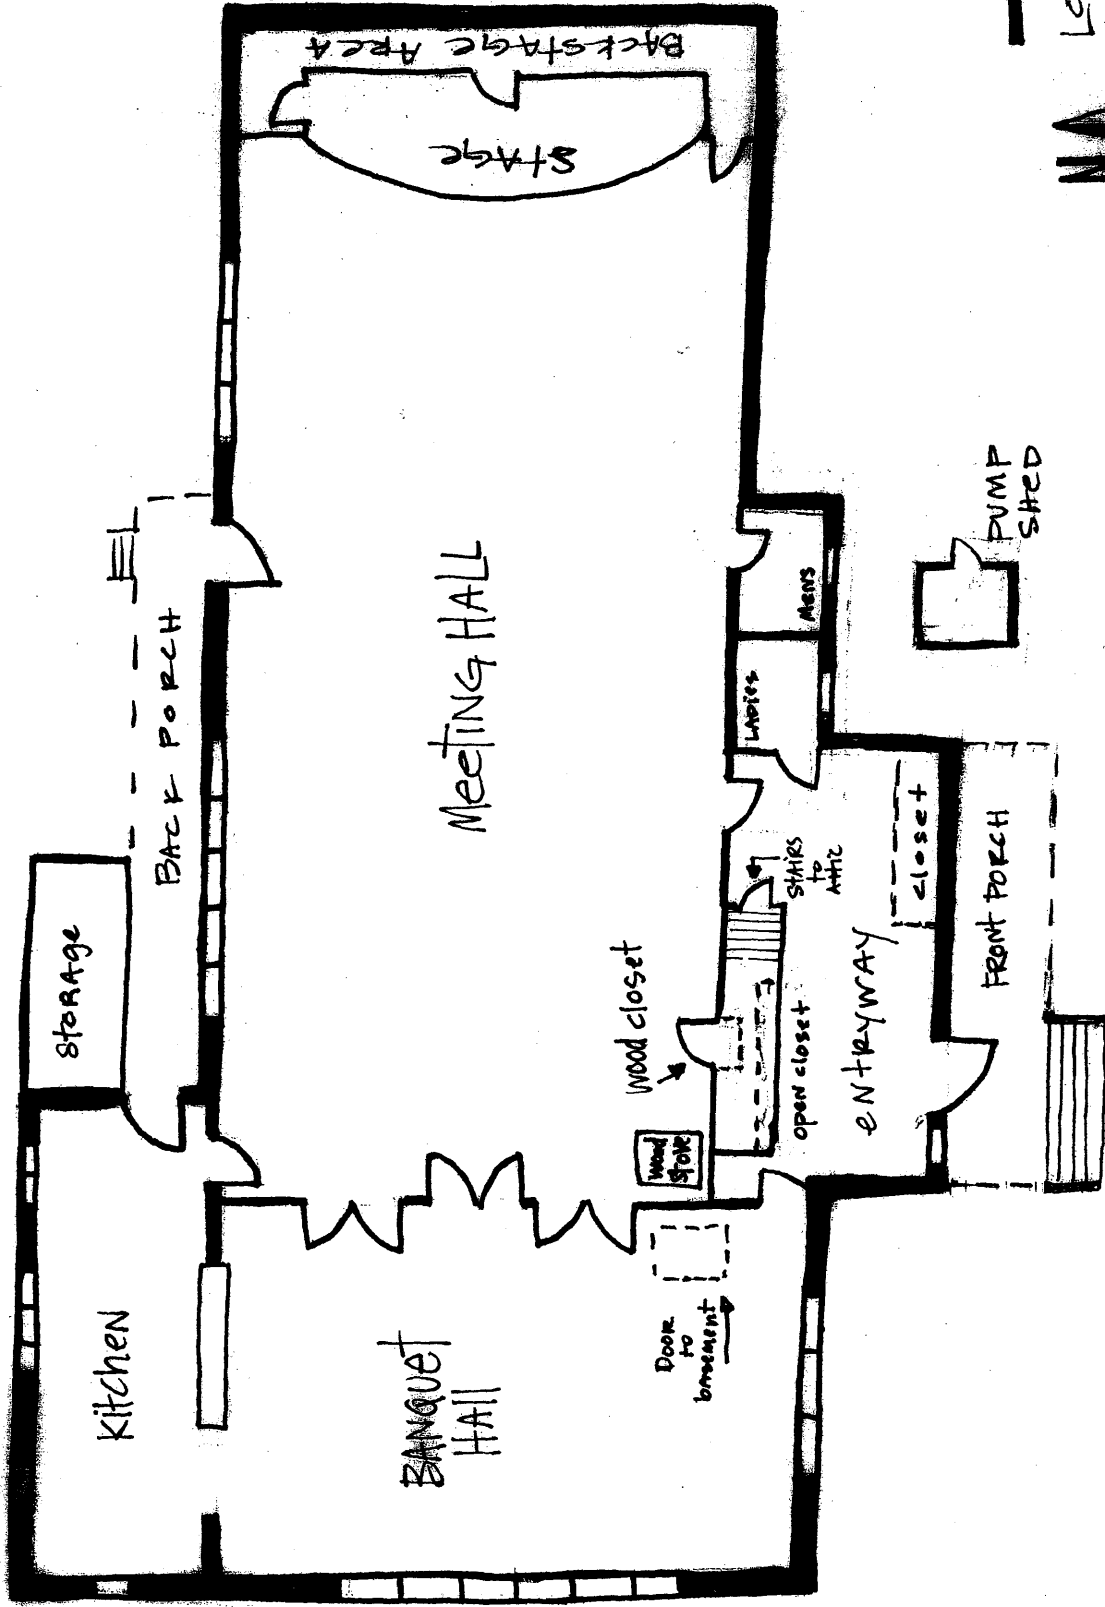 BACKSTAGE AREA
STAGE
MeetiNG HALL
BACK PORCH
StORAge
Kitchen
BANQUet
HAll
Wood closet
Wood
Stove
Door
to
basement
open closet
STAIRS
to
Attic
LADies
MeNS
closet
eNtRYWAY
FRONT PORCH
PUMP
SHeD
N